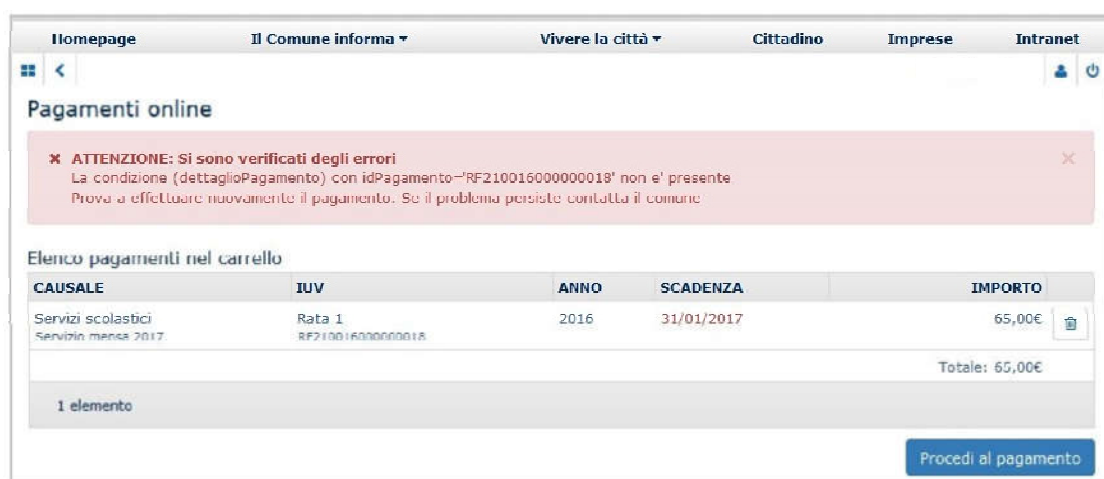 Homepage Il Comune informa Vivere la città Cittadino Imprese Intranet
Pagamenti online
ATTENZIONE: Si sono verificati degli errori
La condizione (dettaglioPagamento) con idPagamento='RF210016000000018' non e' presente
Prova a effettuare nuovamente il pagamento. Se il problema persiste contatta il comune
Elenco pagamenti nel carrello
CAUSALE IUV ANNO SCADENZA IMPORTO
Servizi scolastici Rata 1 2016 31/01/2017 65,00€
Servizio mensa 2017 RF210016000000018
Totale: 65,00€
1 elemento
Procedi al pagamento